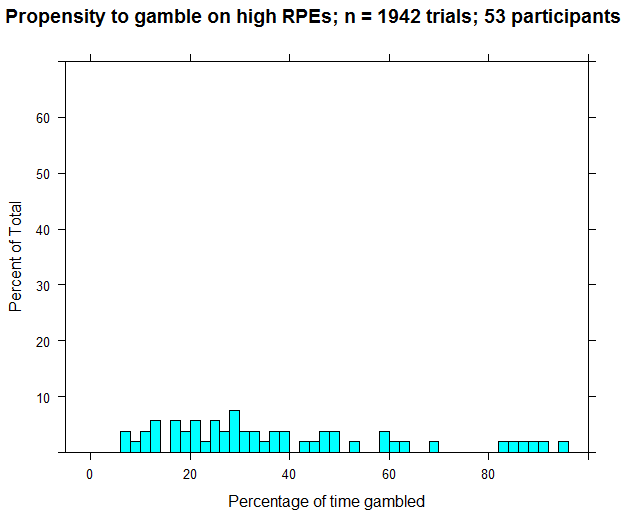 Propensity to gamble on high RPEs; n = 1942 trials; 53 participants
Percent of Total
60
50
40
30
20
10
0 20 40 60 80
Percentage of time gambled